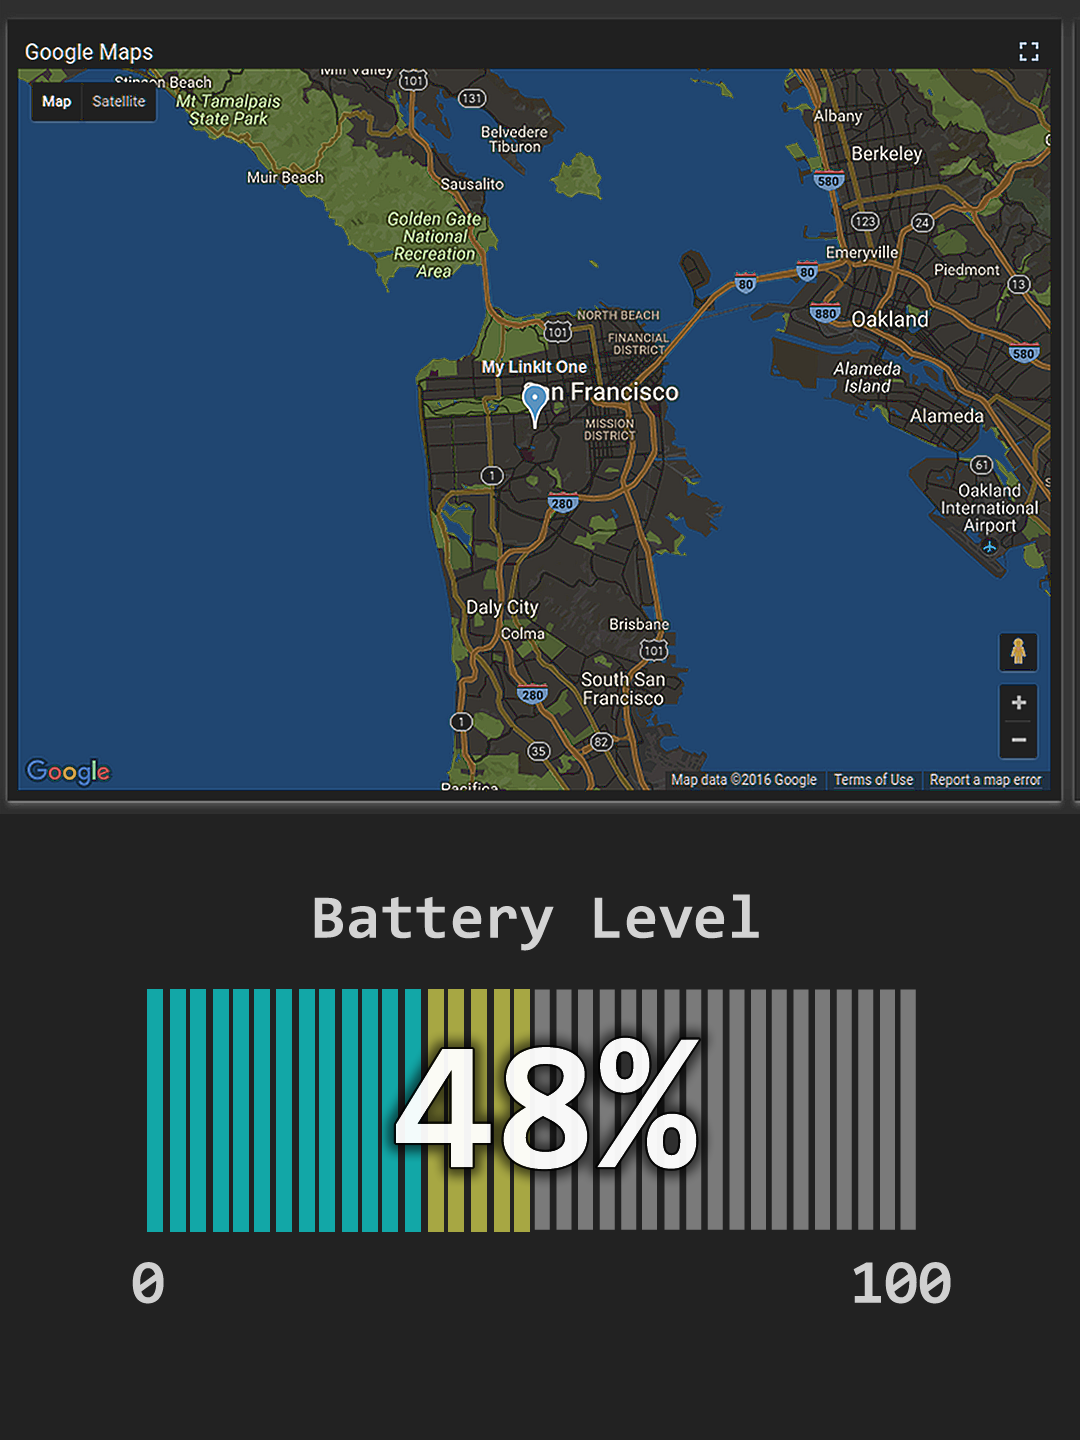 Google Maps
Mill Valley
101
Stinson Beach
Map
Satellite
131
Mt Tamalpais
State Park
Albany
Belvedere
Tiburon
Berkeley
Muir Beach
Sausalito
580
Golden Gate
National
Recreation
Area
123
24
Emeryville
80
80
Piedmont
13
NORTH BEACH
880
Oakland
101
FINANCIAL
DISTRICT
580
My LinkIt One
Alameda
Island
Francisco
Alameda
MISSION
DISTRICT
1
61
280
Oakland
International
Airport
Daly City
Colma
Brisbane
101
South San
Francisco
280
1
35
82
Google
Pacifica
Map data ©2016 Google
Terms of Use
Report a map error
Battery Level
48%
0
100